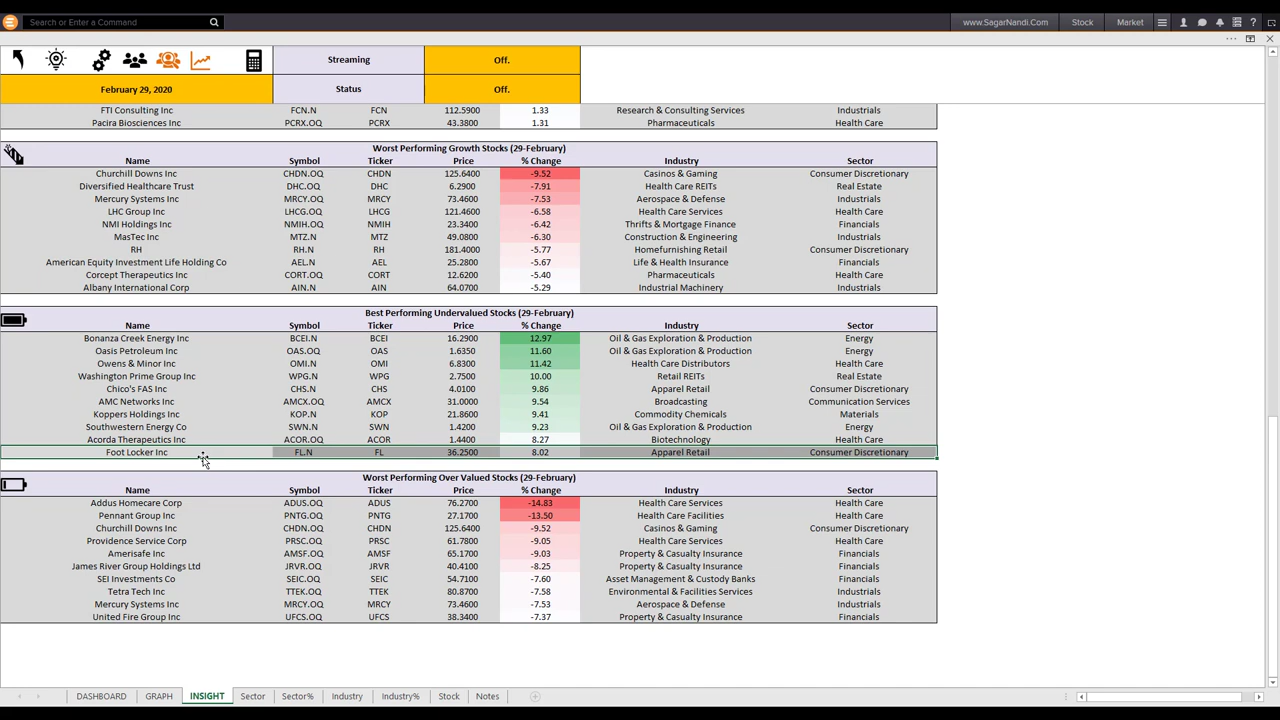 Search or Enter a Command www.SagarNandi.Com Stock Market
Streaming Off.
February 29, 2020 Status Off.
FTI Consulting Inc FCN.N FCN 112.5900 1.33 Research & Consulting Services Industrials
Pacira Biosciences Inc PCRX.OQ PCRX 43.3800 1.31 Pharmaceuticals Health Care
Worst Performing Growth Stocks (29-February)
Name Symbol Ticker Price % Change Industry Sector
Churchill Downs Inc CHDN.OQ CHDN 125.6400 -9.52 Casinos & Gaming Consumer Discretionary
Diversified Healthcare Trust DHC.OQ DHC 6.2900 -7.91 Health Care REITs Real Estate
Mercury Systems Inc MRCY.OQ MRCY 73.4600 -7.53 Aerospace & Defense Industrials
LHC Group Inc LHCG.OQ LHCG 121.4600 -6.58 Health Care Services Health Care
NMI Holdings Inc NMIH.OQ NMIH 23.3400 -6.42 Thrifts & Mortgage Finance Financials
MasTec Inc MTZ.N MTZ 49.0800 -6.30 Construction & Engineering Industrials
RH RH.N RH 181.4000 -5.77 Homefurnishing Retail Consumer Discretionary
American Equity Investment Life Holding Co AEL.N AEL 25.2800 -5.67 Life & Health Insurance Financials
Corcept Therapeutics Inc CORT.OQ CORT 12.6200 -5.40 Pharmaceuticals Health Care
Albany International Corp AIN.N AIN 64.0700 -5.29 Industrial Machinery Industrials
Best Performing Undervalued Stocks (29-February)
Name Symbol Ticker Price % Change Industry Sector
Bonanza Creek Energy Inc BCEI.N BCEI 16.2900 12.97 Oil & Gas Exploration & Production Energy
Oasis Petroleum Inc OAS.OQ OAS 1.6350 11.60 Oil & Gas Exploration & Production Energy
Owens & Minor Inc OMI.N OMI 6.8300 11.42 Health Care Distributors Health Care
Washington Prime Group Inc WPG.N WPG 2.7500 10.00 Retail REITs Real Estate
Chico's FAS Inc CHS.N CHS 4.0100 9.86 Apparel Retail Consumer Discretionary
AMC Networks Inc AMCX.OQ AMCX 31.0000 9.54 Broadcasting Communication Services
Koppers Holdings Inc KOP.N KOP 21.8600 9.41 Commodity Chemicals Materials
Southwestern Energy Co SWN.N SWN 1.4200 9.23 Oil & Gas Exploration & Production Energy
Acorda Therapeutics Inc ACOR.OQ ACOR 1.4400 8.27 Biotechnology Health Care
Foot Locker Inc FL.N FL 36.2500 8.02 Apparel Retail Consumer Discretionary
Worst Performing Over Valued Stocks (29-February)
Name Symbol Ticker Price % Change Industry Sector
Addus Homecare Corp ADUS.OQ ADUS 76.2700 -14.83 Health Care Services Health Care
Pennant Group Inc PNTG.OQ PNTG 27.1700 -13.50 Health Care Facilities Health Care
Churchill Downs Inc CHDN.OQ CHDN 125.6400 -9.52 Casinos & Gaming Consumer Discretionary
Providence Service Corp PRSC.OQ PRSC 61.7800 -9.05 Health Care Services Health Care
Amerisafe Inc AMSF.OQ AMSF 65.1700 -9.03 Property & Casualty Insurance Financials
James River Group Holdings Ltd JRVR.OQ JRVR 40.4100 -8.25 Property & Casualty Insurance Financials
SEI Investments Co SEIC.OQ SEIC 54.7100 -7.60 Asset Management & Custody Banks Financials
Tetra Tech Inc TTEK.OQ TTEK 80.8700 -7.58 Environmental & Facilities Services Industrials
Mercury Systems Inc MRCY.OQ MRCY 73.4600 -7.53 Aerospace & Defense Industrials
United Fire Group Inc UFCS.OQ UFCS 38.3400 -7.37 Property & Casualty Insurance Financials
DASHBOARD GRAPH INSIGHT Sector Sector% Industry Industry% Stock Notes